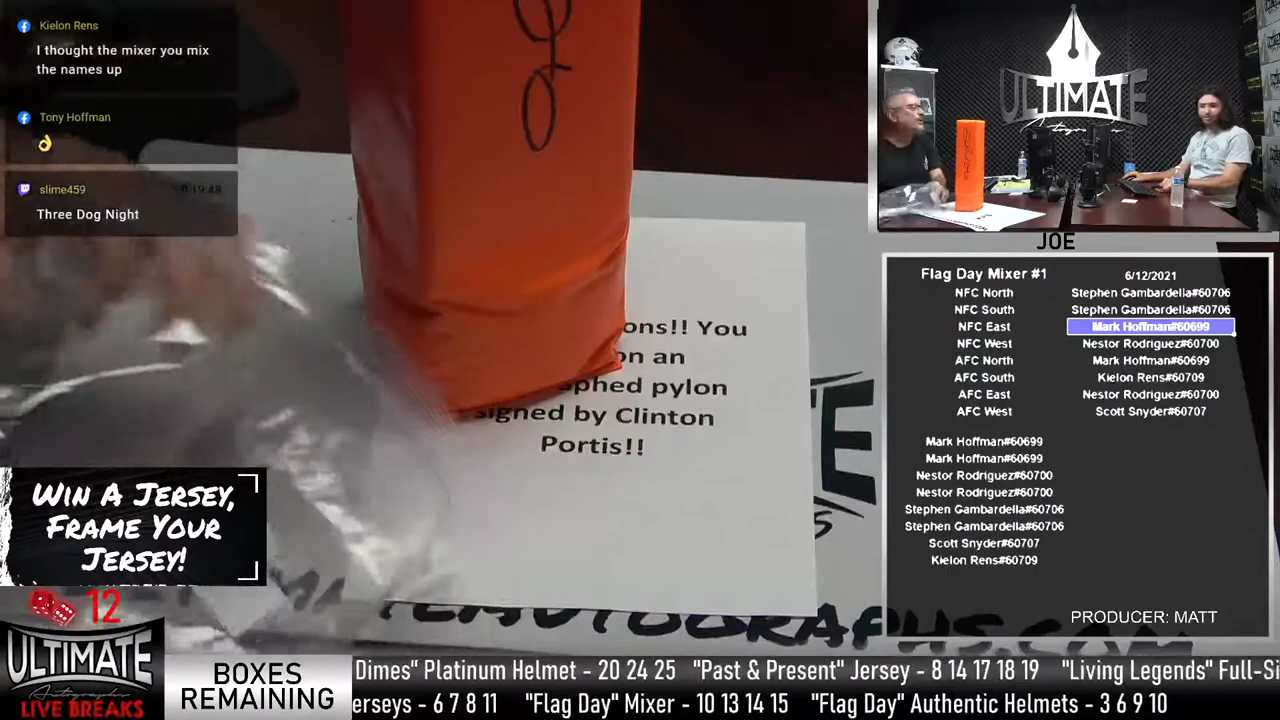 Kielon Rens
I thought the mixer you mix
the names up
Tony Hoffman
slime459
Three Dog Night
ons!! You
on an
phed pylon
signed by Clinton
Portis!!
ULTIMATE
Autographs
JOE
Flag Day Mixer #1 6/12/2021
NFC North Stephen Gambardella#60706
NFC South Stephen Gambardella#60706
NFC East Mark Hoffman#60699
NFC West Nestor Rodriguez#60700
AFC North Mark Hoffman#60699
AFC South Kielon Rens#60709
AFC East Nestor Rodriguez#60700
AFC West Scott Snyder#60707
Mark Hoffman#60699
Mark Hoffman#60699
Nestor Rodriguez#60700
Nestor Rodriguez#60700
Stephen Gambardella#60706
Stephen Gambardella#60706
Scott Snyder#60707
Kielon Rens#60709
PRODUCER: MATT
WIN A JERSEY,
FRAME YOUR
JERSEY!
12
ULTIMATE
Autographs
LIVE BREAKS
BOXES
REMAINING
Dimes" Platinum Helmet - 20 24 25 "Past & Present" Jersey - 8 14 17 18 19 "Living Legends" Full-Si
erseys - 6 7 8 11 "Flag Day" Mixer - 10 13 14 15 "Flag Day" Authentic Helmets - 3 6 9 10